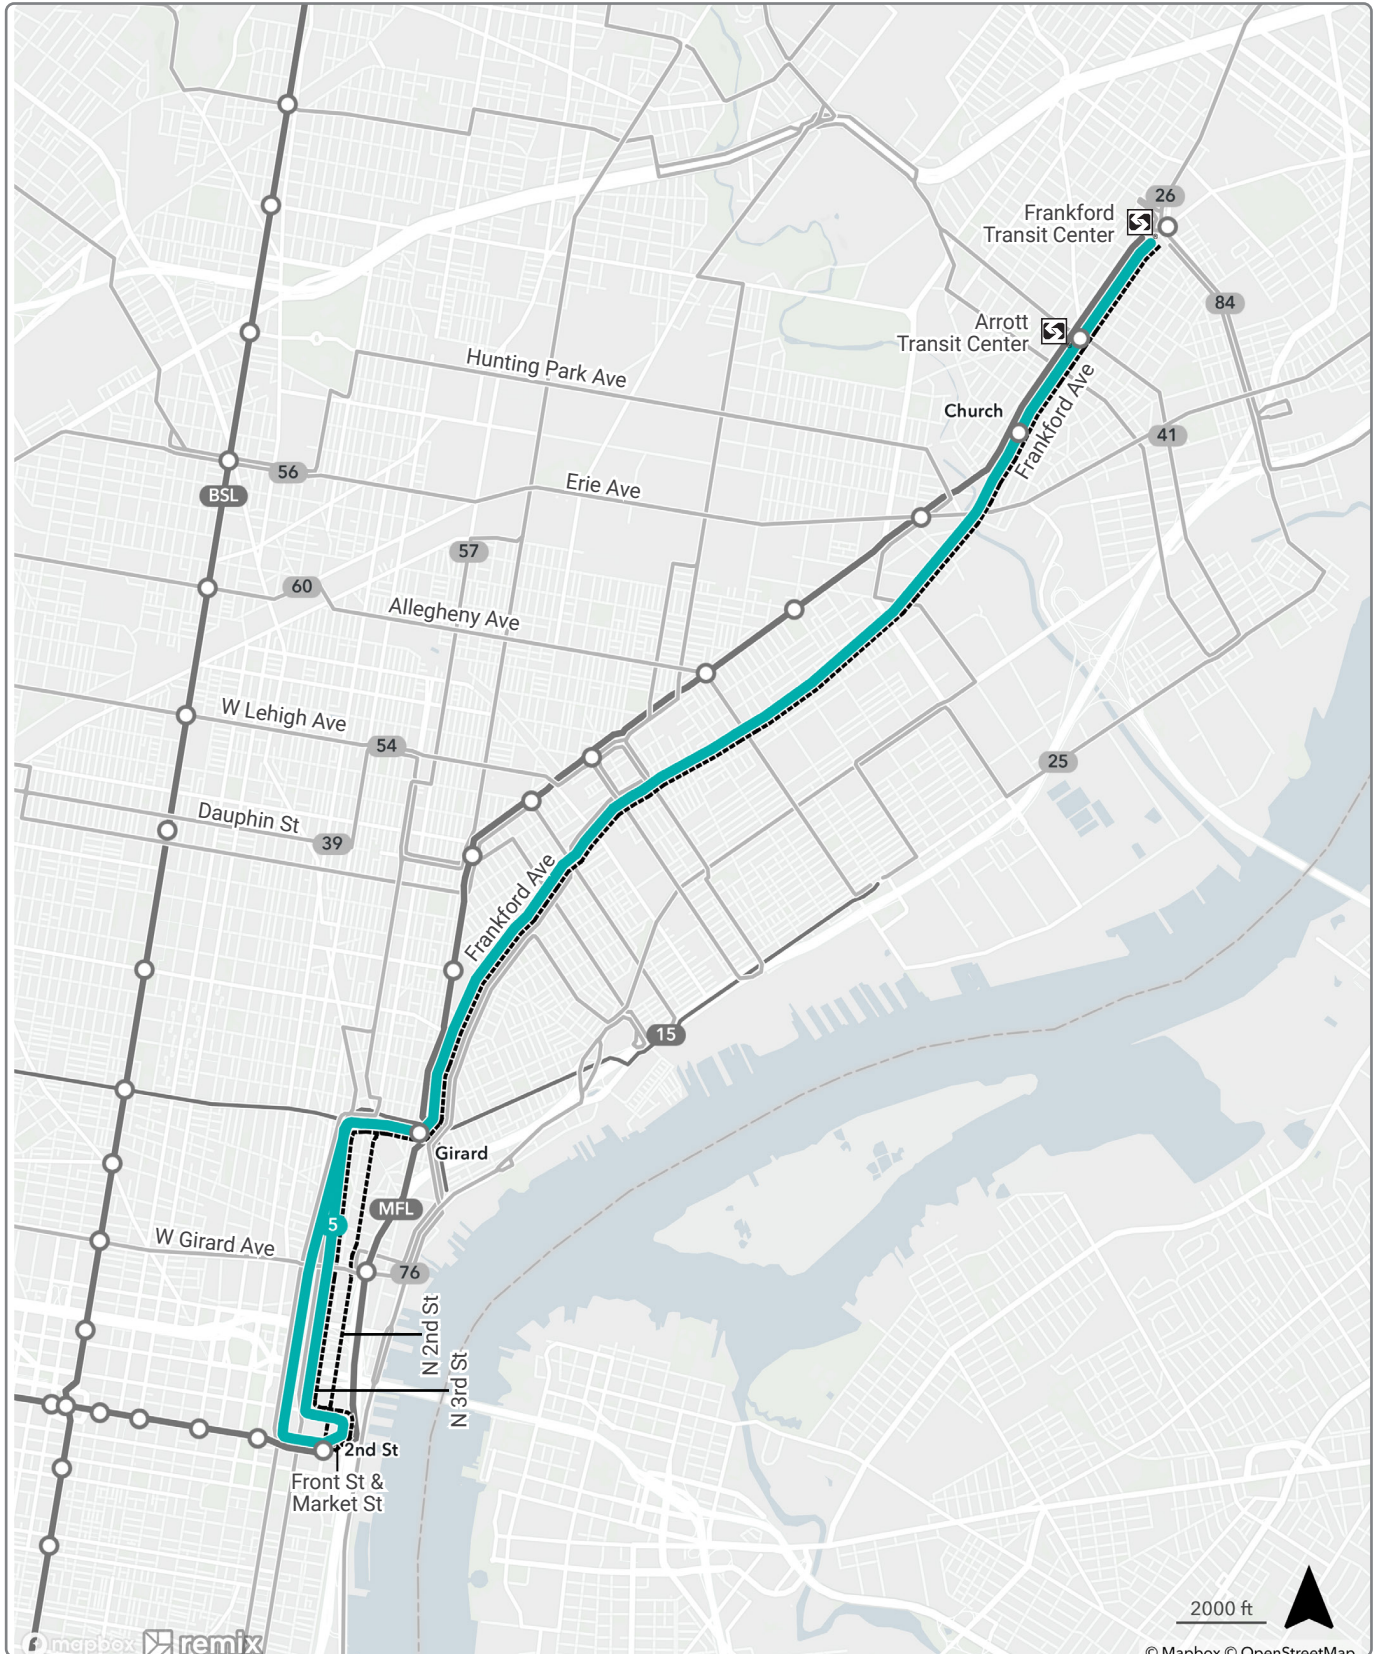 26
Frankford
Transit Center
84
Arrott
Transit Center
Hunting Park Ave
Frankford Ave
Church
41
56
Erie Ave
BSL
57
60
Allegheny Ave
W Lehigh Ave
54
25
Dauphin St
39
Frankford Ave
15
Girard
MFL
5
W Girard Ave
76
N 2nd St
N 3rd St
2nd St
Front St &
Market St
2000 ft
mapbox remix
© Mapbox © OpenStreetMap